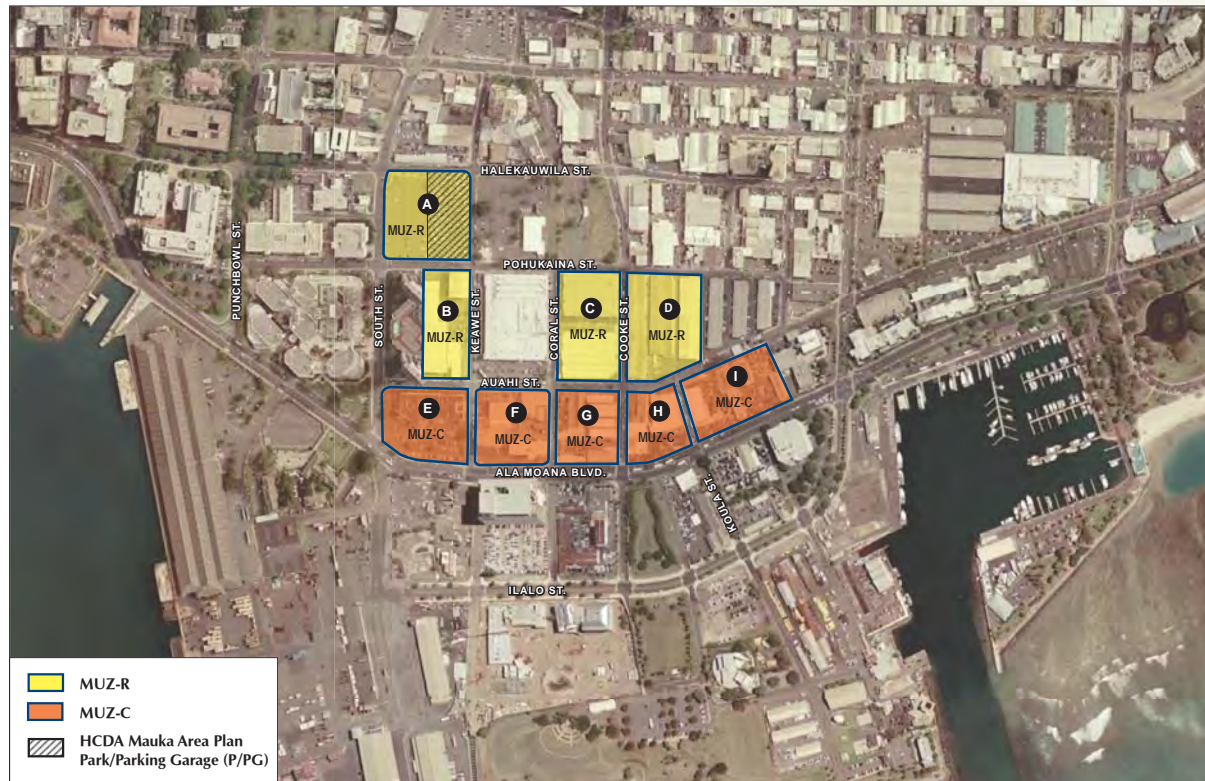 HALEKAUWILA ST.
A
MUZ-R
PUNCHBOWL ST.
POHUKAINA ST.
SOUTH ST.
B
MUZ-R
KEAWE ST.
CORAL ST.
C
MUZ-R
COOKE ST.
D
MUZ-R
AUAHI ST.
E
MUZ-C
F
MUZ-C
G
MUZ-C
H
MUZ-C
I
MUZ-C
ALA MOANA BLVD.
KOULA ST.
ILALO ST.
MUZ-R
MUZ-C
HCDA Mauka Area Plan
Park/Parking Garage (P/PG)